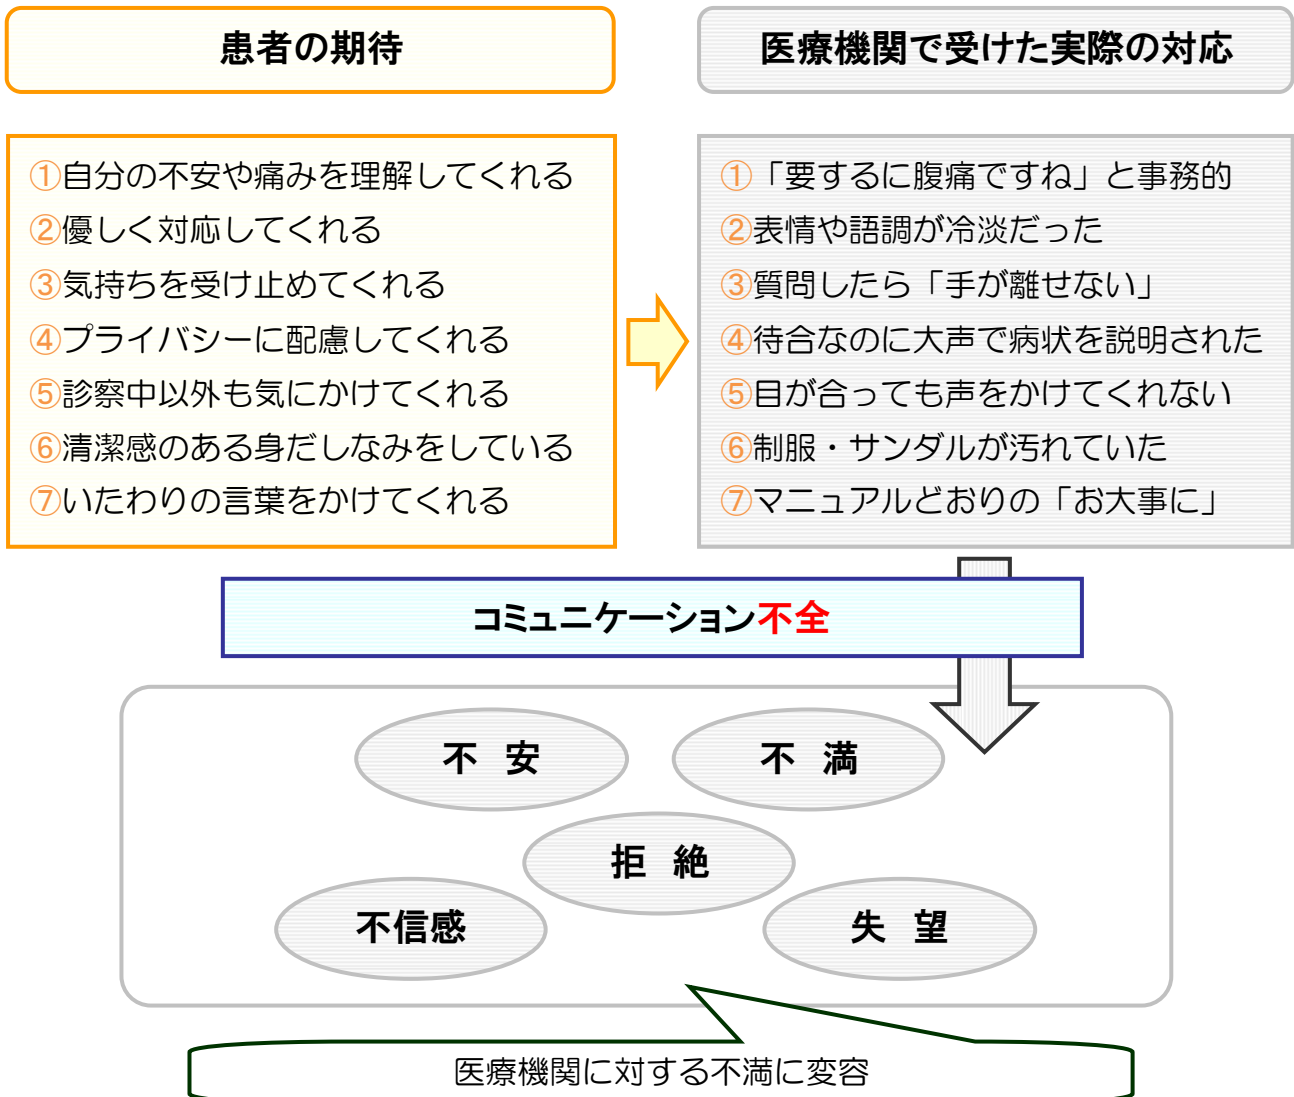 患者の期待
①自分の不安や痛みを理解してくれる
②優しく対応してくれる
③気持ちを受け止めてくれる
④プライバシーに配慮してくれる
⑤診察中以外も気にかけてくれる
⑥清潔感のある身だしなみをしている
⑦いたわりの言葉をかけてくれる
医療機関で受けた実際の対応
①「要するに腹痛ですね」と事務的
②表情や語調が冷淡だった
③質問したら「手が離せない」
④待合なのに大声で病状を説明された
⑤目が合っても声をかけてくれない
⑥制服・サンダルが汚れていた
⑦マニュアルどおりの「お大事に」
コミュニケーション不全
不 安
不 満
拒 絶
不信感
失 望
医療機関に対する不満に変容